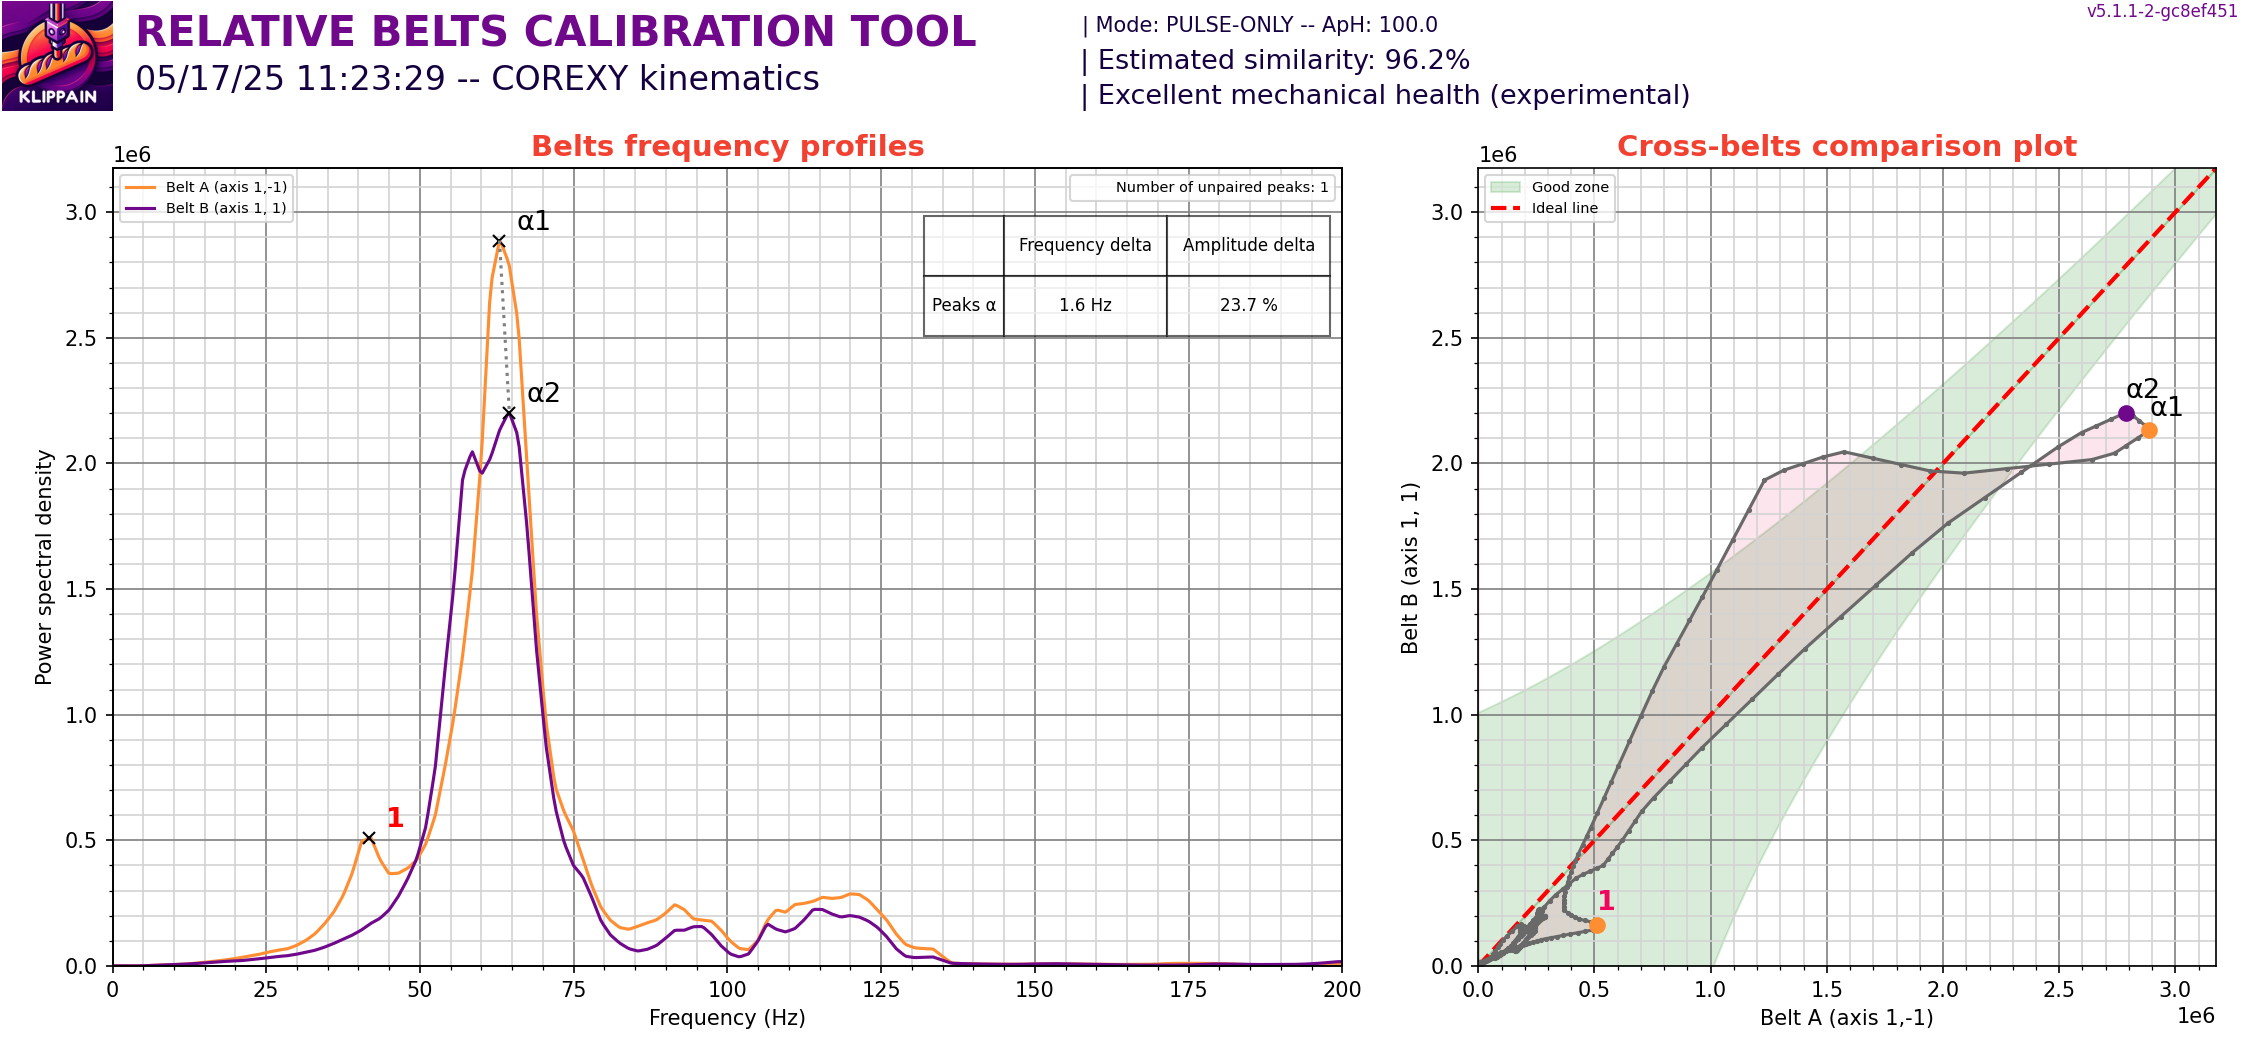 KLIPPAIN
RELATIVE BELTS CALIBRATION TOOL
05/17/25 11:23:29 -- COREXY kinematics
| Mode: PULSE-ONLY -- ApH: 100.0
| Estimated similarity: 96.2%
| Excellent mechanical health (experimental)
v5.1.1-2-gc8ef451
Belts frequency profiles
1e6
Belt A (axis 1,-1)
Belt B (axis 1, 1)
Number of unpaired peaks: 1
Frequency delta Amplitude delta
Peaks α 1.6 Hz 23.7 %
α1
α2
1
3.0
2.5
2.0
1.5
1.0
0.5
0.0
Power spectral density
0 25 50 75 100 125 150 175 200
Frequency (Hz)
Cross-belts comparison plot
1e6
Good zone
Ideal line
α2
α1
1
3.0
2.5
2.0
1.5
1.0
0.5
0.0
Belt B (axis 1, 1)
0.0 0.5 1.0 1.5 2.0 2.5 3.0
1e6
Belt A (axis 1,-1)